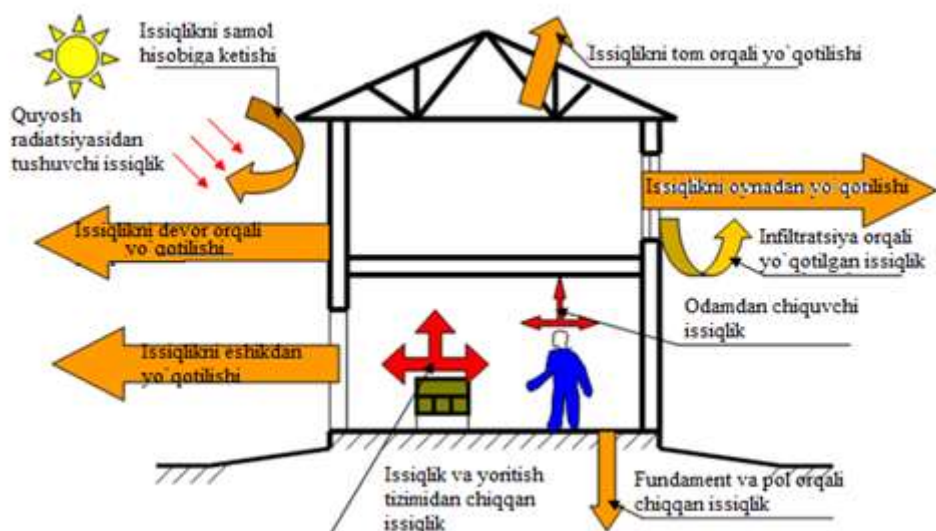 Issiqlikni samol
hisobiga ketishi
Issiqlikni tom orqali yo`qotilishi
Quyosh
radiatsiyasidan
tushuvchi issiqlik
Issiqlikni oynadan yo`qotilishi
Issiqlikni devor orqali
yo`qotilishi
Infiltratsiya orqali
yo`qotilgan issiqlik
Odamdan chiquvchi
issiqlik
Issiqlikni eshikdan
yo`qotilishi
Issiqlik va yoritish
tizimidan chiqqan
issiqlik
Fundament va pol orqali
chiqqan issiqlik